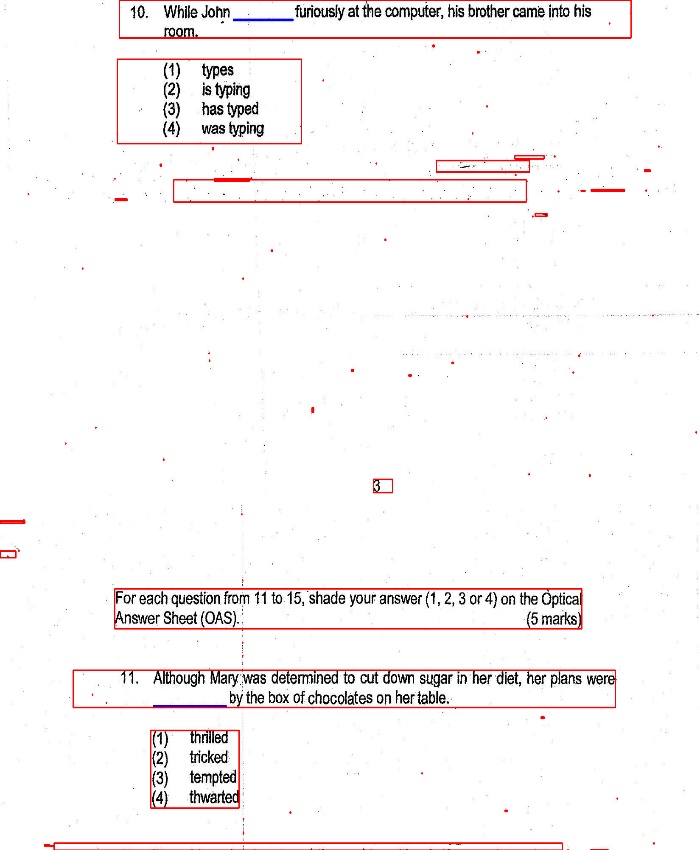 10. While John ________ furiously at the computer, his brother came into his
room.
(1) types
(2) is typing
(3) has typed
(4) was typing
3
For each question from 11 to 15, shade your answer (1, 2, 3 or 4) on the Optical
Answer Sheet (OAS). (5 marks)
11. Although Mary was determined to cut down sugar in her diet, her plans were
________ by the box of chocolates on her table.
(1) thrilled
(2) tricked
(3) tempted
(4) thwarted